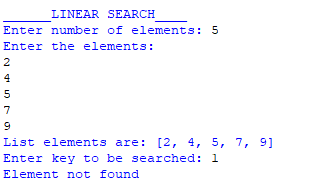 ______LINEAR SEARCH____
Enter number of elements: 5
Enter the elements:
2
4
5
7
9
List elements are: [2, 4, 5, 7, 9]
Enter key to be searched: 1
Element not found